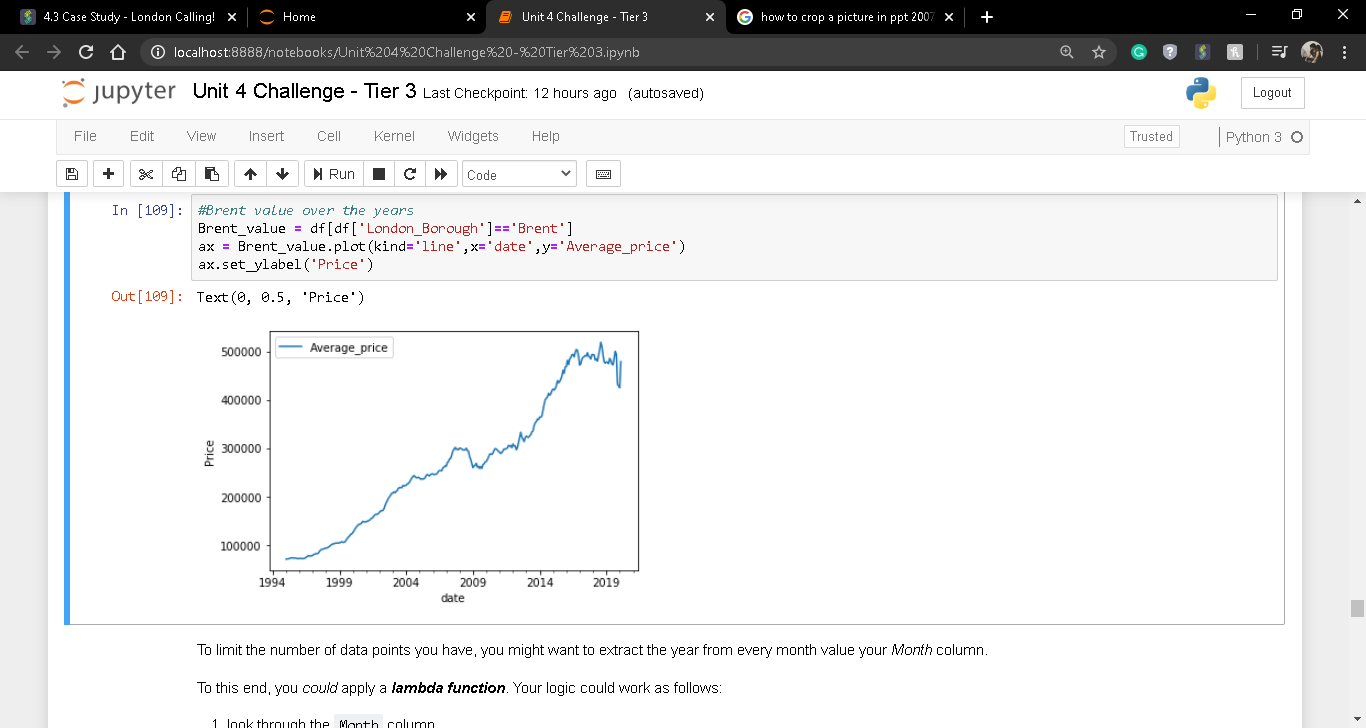 4.3 Case Study - London Calling!
Home
Unit 4 Challenge - Tier 3
how to crop a picture in ppt 2007
localhost:8888/notebooks/Unit%204%20Challenge%20-%20Tier%203.ipynb
jupyter Unit 4 Challenge - Tier 3 Last Checkpoint: 12 hours ago (autosaved)
Logout
File Edit View Insert Cell Kernel Widgets Help
Trusted
Python 3
Run
Code
In [109]: #Brent value over the years
Brent_value = df[df['London_Borough']=='Brent']
ax = Brent_value.plot(kind='line',x='date',y='Average_price')
ax.set_ylabel('Price')
Out[109]: Text(0, 0.5, 'Price')
Average_price
500000
400000
300000
200000
100000
Price
1994 1999 2004 2009 2014 2019
date
To limit the number of data points you have, you might want to extract the year from every month value your Month column.
To this end, you could apply a lambda function. Your logic could work as follows:
1. look through the Month column